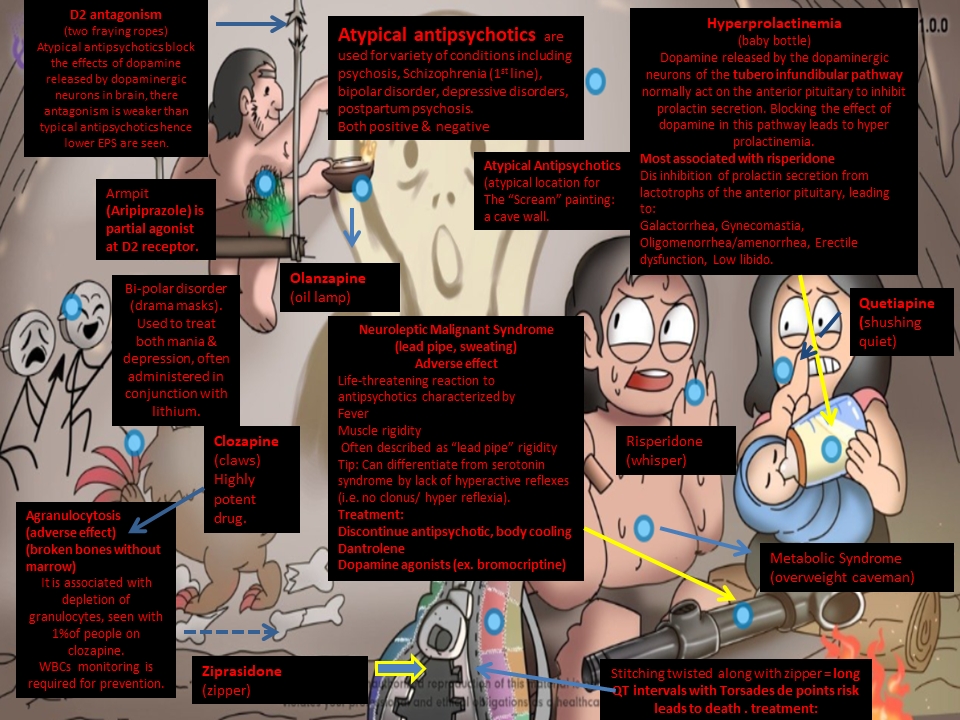 D2 antagonism
(two fraying ropes)
Atypical antipsychotics block
the effects of dopamine
released by dopaminergic
neurons in brain, there
antagonism is weaker than
typical antipsychotics hence
lower EPS are seen.
Atypical antipsychotics are
used for variety of conditions including
psychosis, Schizophrenia (1st line),
bipolar disorder, depressive disorders,
postpartum psychosis.
Both positive & negative
Hyperprolactinemia
(baby bottle)
Dopamine released by the dopaminergic
neurons of the tubero infundibular pathway
normally act on the anterior pituitary to inhibit
prolactin secretion. Blocking the effect of
dopamine in this pathway leads to hyper
prolactinemia.
Most associated with risperidone
Dis inhibition of prolactin secretion from
lactotrophs of the anterior pituitary, leading
to:
Galactorrhea, Gynecomastia,
Oligomenorrhea/amenorrhea, Erectile
dysfunction, Low libido.
1.0.0
Atypical Antipsychotics
(atypical location for
The "Scream" painting:
a cave wall.
Armpit
(Aripiprazole) is
partial agonist
at D2 receptor.
Olanzapine
(oil lamp)
Bi-polar disorder
(drama masks).
Used to treat
both mania &
depression, often
administered in
conjunction with
lithium.
Quetiapine
(shushing
quiet)
Neuroleptic Malignant Syndrome
(lead pipe, sweating)
Adverse effect
Life-threatening reaction to
antipsychotics characterized by
Fever
Muscle rigidity
Often described as "lead pipe" rigidity
Tip: Can differentiate from serotonin
syndrome by lack of hyperactive reflexes
(i.e. no clonus/ hyper reflexia).
Treatment:
Discontinue antipsychotic, body cooling
Dantrolene
Dopamine agonists (ex. bromocriptine)
Clozapine
(claws)
Highly
potent
drug.
Risperidone
(whisper)
Agranulocytosis
(adverse effect)
(broken bones without
marrow)
It is associated with
depletion of
granulocytes, seen with
1%of people on
clozapine.
WBCs monitoring is
required for prevention.
Metabolic Syndrome
(overweight caveman)
Ziprasidone
(zipper)
Stitching twisted along with zipper = long
QT intervals with Torsades de points risk
leads to death . treatment:
reproduction of this material
and ethical obligations as a healthca